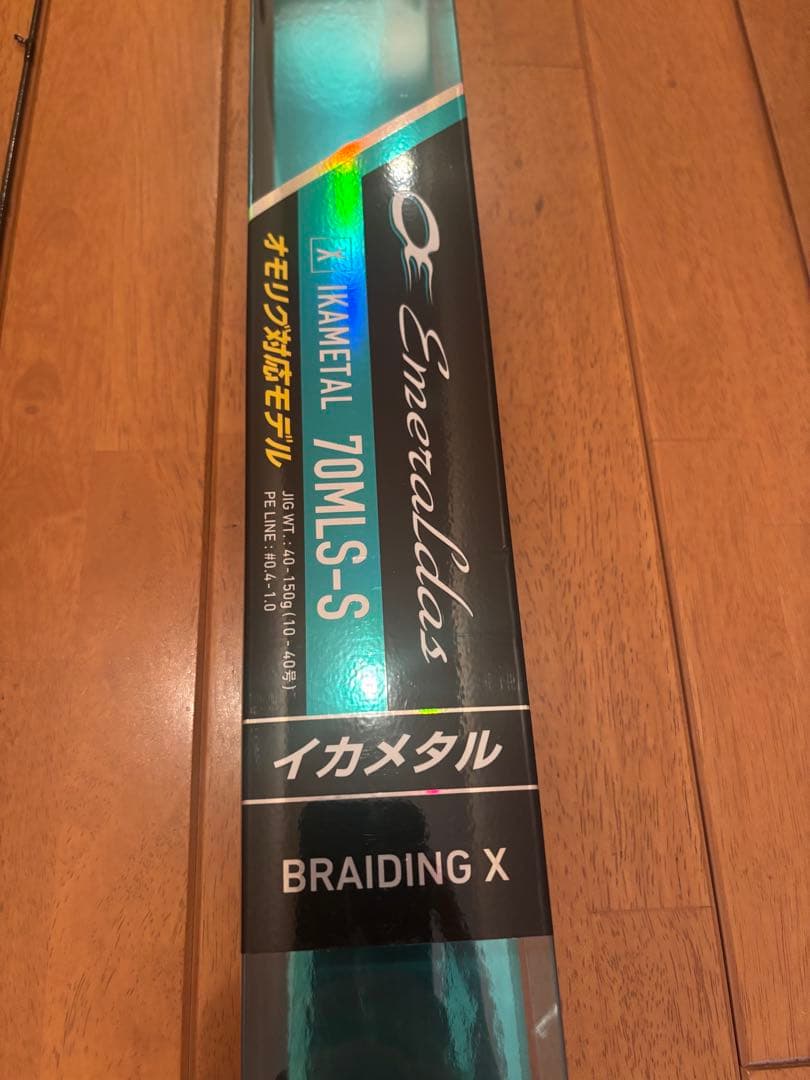 Emeraldas
X IKAMETAL 70MLS-S
オモリグ対応モデル
JIG WT.: 40-150g (10-40号)
PE LINE: #0.4-1.0
イカメタル
BRAIDING X